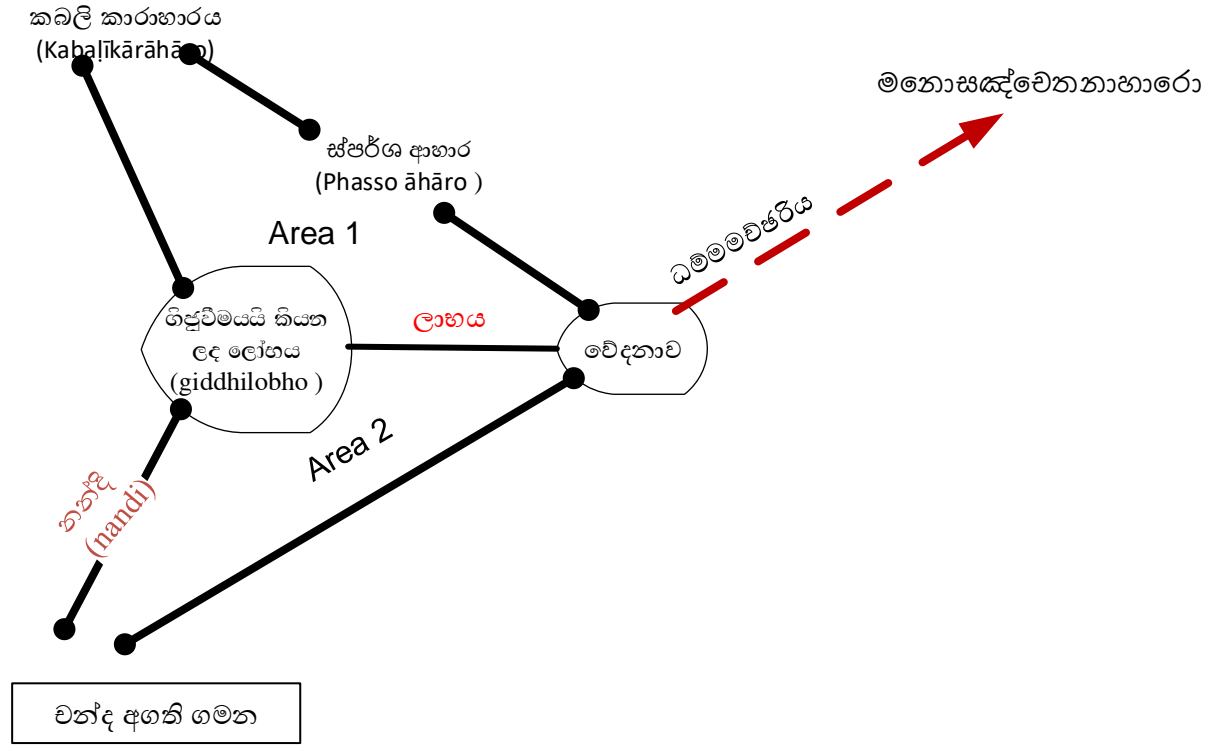 කබලි කාරාහාරය
(Kabaḷīkārāhāro)
මනොසඤ්චෙතනාහාරො
ස්පර්ශ ආහාර
(Phasso āhāro )
ධම්මමච්ඡරිය
Area 1
ගිජුවීමයයි කියන
ලද ලෝභය
(giddhilobho )
ලාභය
වේදනාව
Area 2
නන්දි
(nandi)
චන්ද අගති ගමන